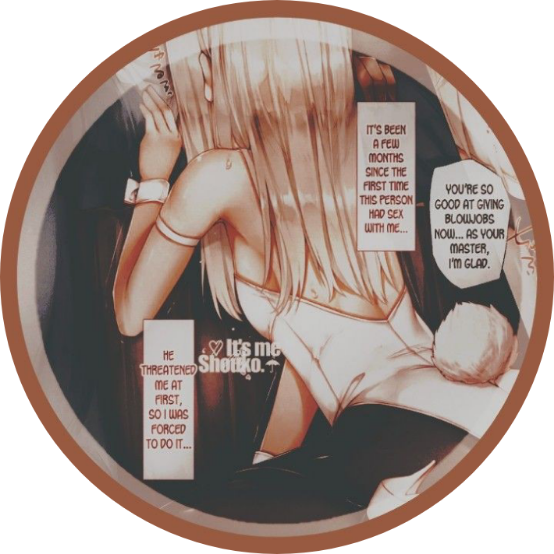 IT'S BEEN
A FEW
MONTHS
SINCE THE
FIRST TIME
THIS PERSON
HAD SEX
WITH ME...
YOU'RE SO
GOOD AT GIVING
BLOWJOBS
NOW... AS YOUR
MASTER,
I'M GLAD.
HE
THREATENED
ME AT
FIRST,
SO I WAS
FORCED
TO DO IT...
It's me
Shouko.